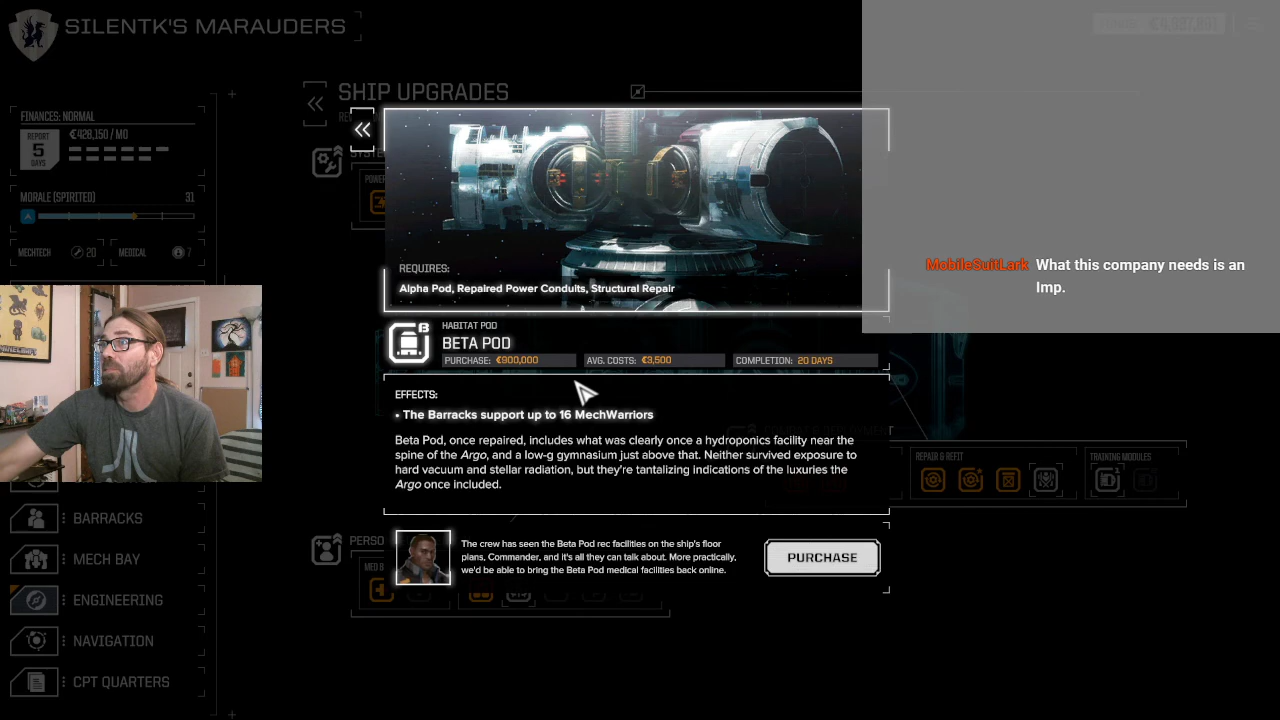 SILENTK'S MARAUDERS
FINANCES: NORMAL
REPORT
5
DAYS
€428,150 / MO
MORALE (SPIRITED) 31
MECHTECH 20
MEDICAL 7
BARRACKS
MECH BAY
ENGINEERING
NAVIGATION
CPT QUARTERS
SHIP UPGRADES
REQUIRES:
Alpha Pod, Repaired Power Conduits, Structural Repair
B
HABITAT POD
BETA POD
PURCHASE: €900,000
AVG. COSTS: €3,500
COMPLETION: 20 DAYS
EFFECTS:
• The Barracks support up to 16 MechWarriors
Beta Pod, once repaired, includes what was clearly once a hydroponics facility near the
spine of the Argo, and a low-g gymnasium just above that. Neither survived exposure to
hard vacuum and stellar radiation, but they're tantalizing indications of the luxuries the
Argo once included.
The crew has seen the Beta Pod rec facilities on the ship's floor
plans, Commander, and it's all they can talk about. More practically,
we'd be able to bring the Beta Pod medical facilities back online.
PURCHASE
MobileSuitLark What this company needs is an
Imp.
REPAIR & REFIT
TRAINING MODULES
MED B